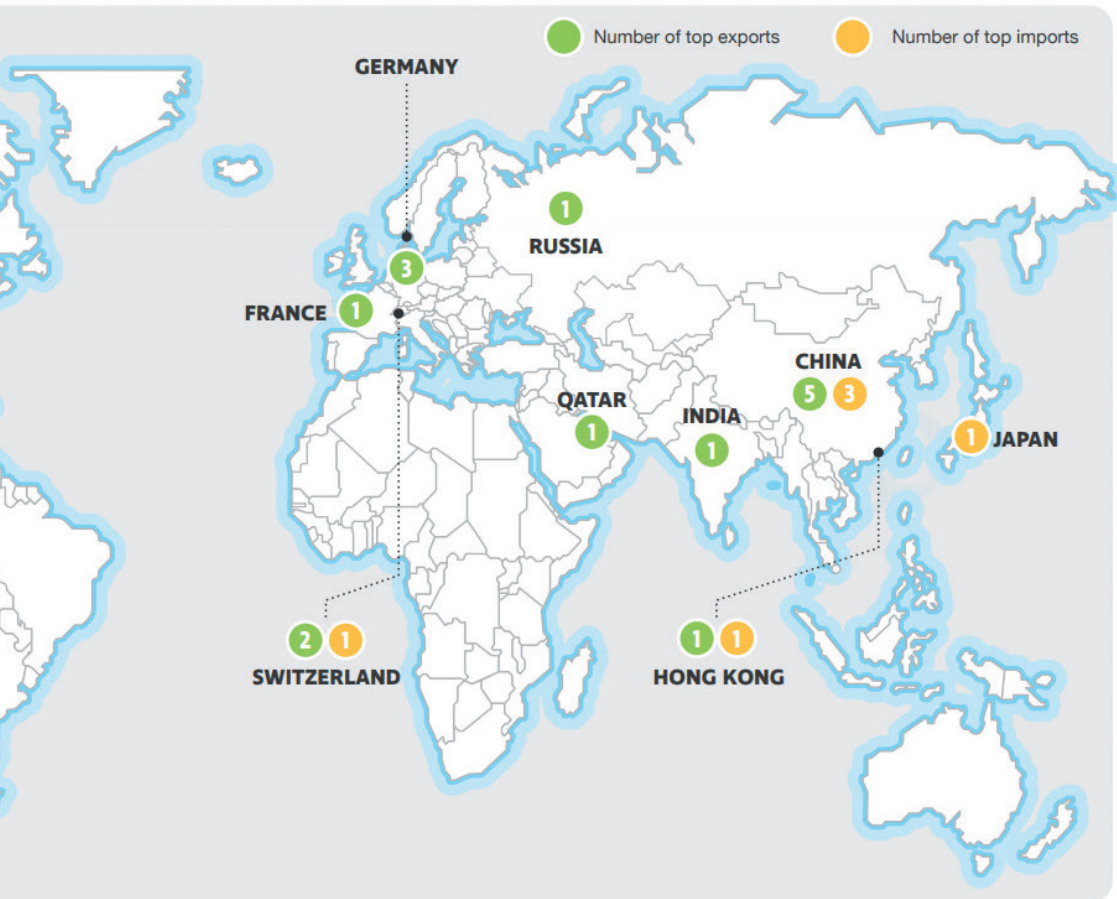 Number of top exports
Number of top imports
GERMANY
1
RUSSIA
3
FRANCE 1
CHINA
5 3
QATAR
1
INDIA
1
1 JAPAN
2 1
SWITZERLAND
1 1
HONG KONG